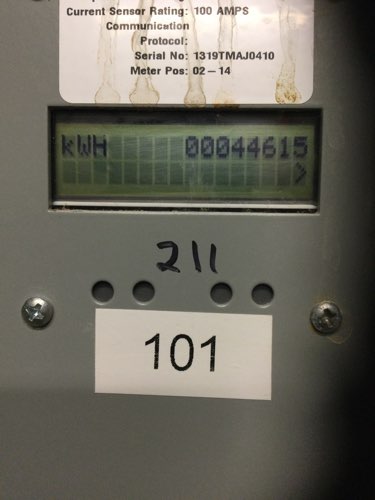 Current Sensor Rating: 100 AMPS
Communication
Protocol:
Serial No: 1319TMAJ0410
Meter Pos: 02 – 14
kWH 00044615
>
211
101